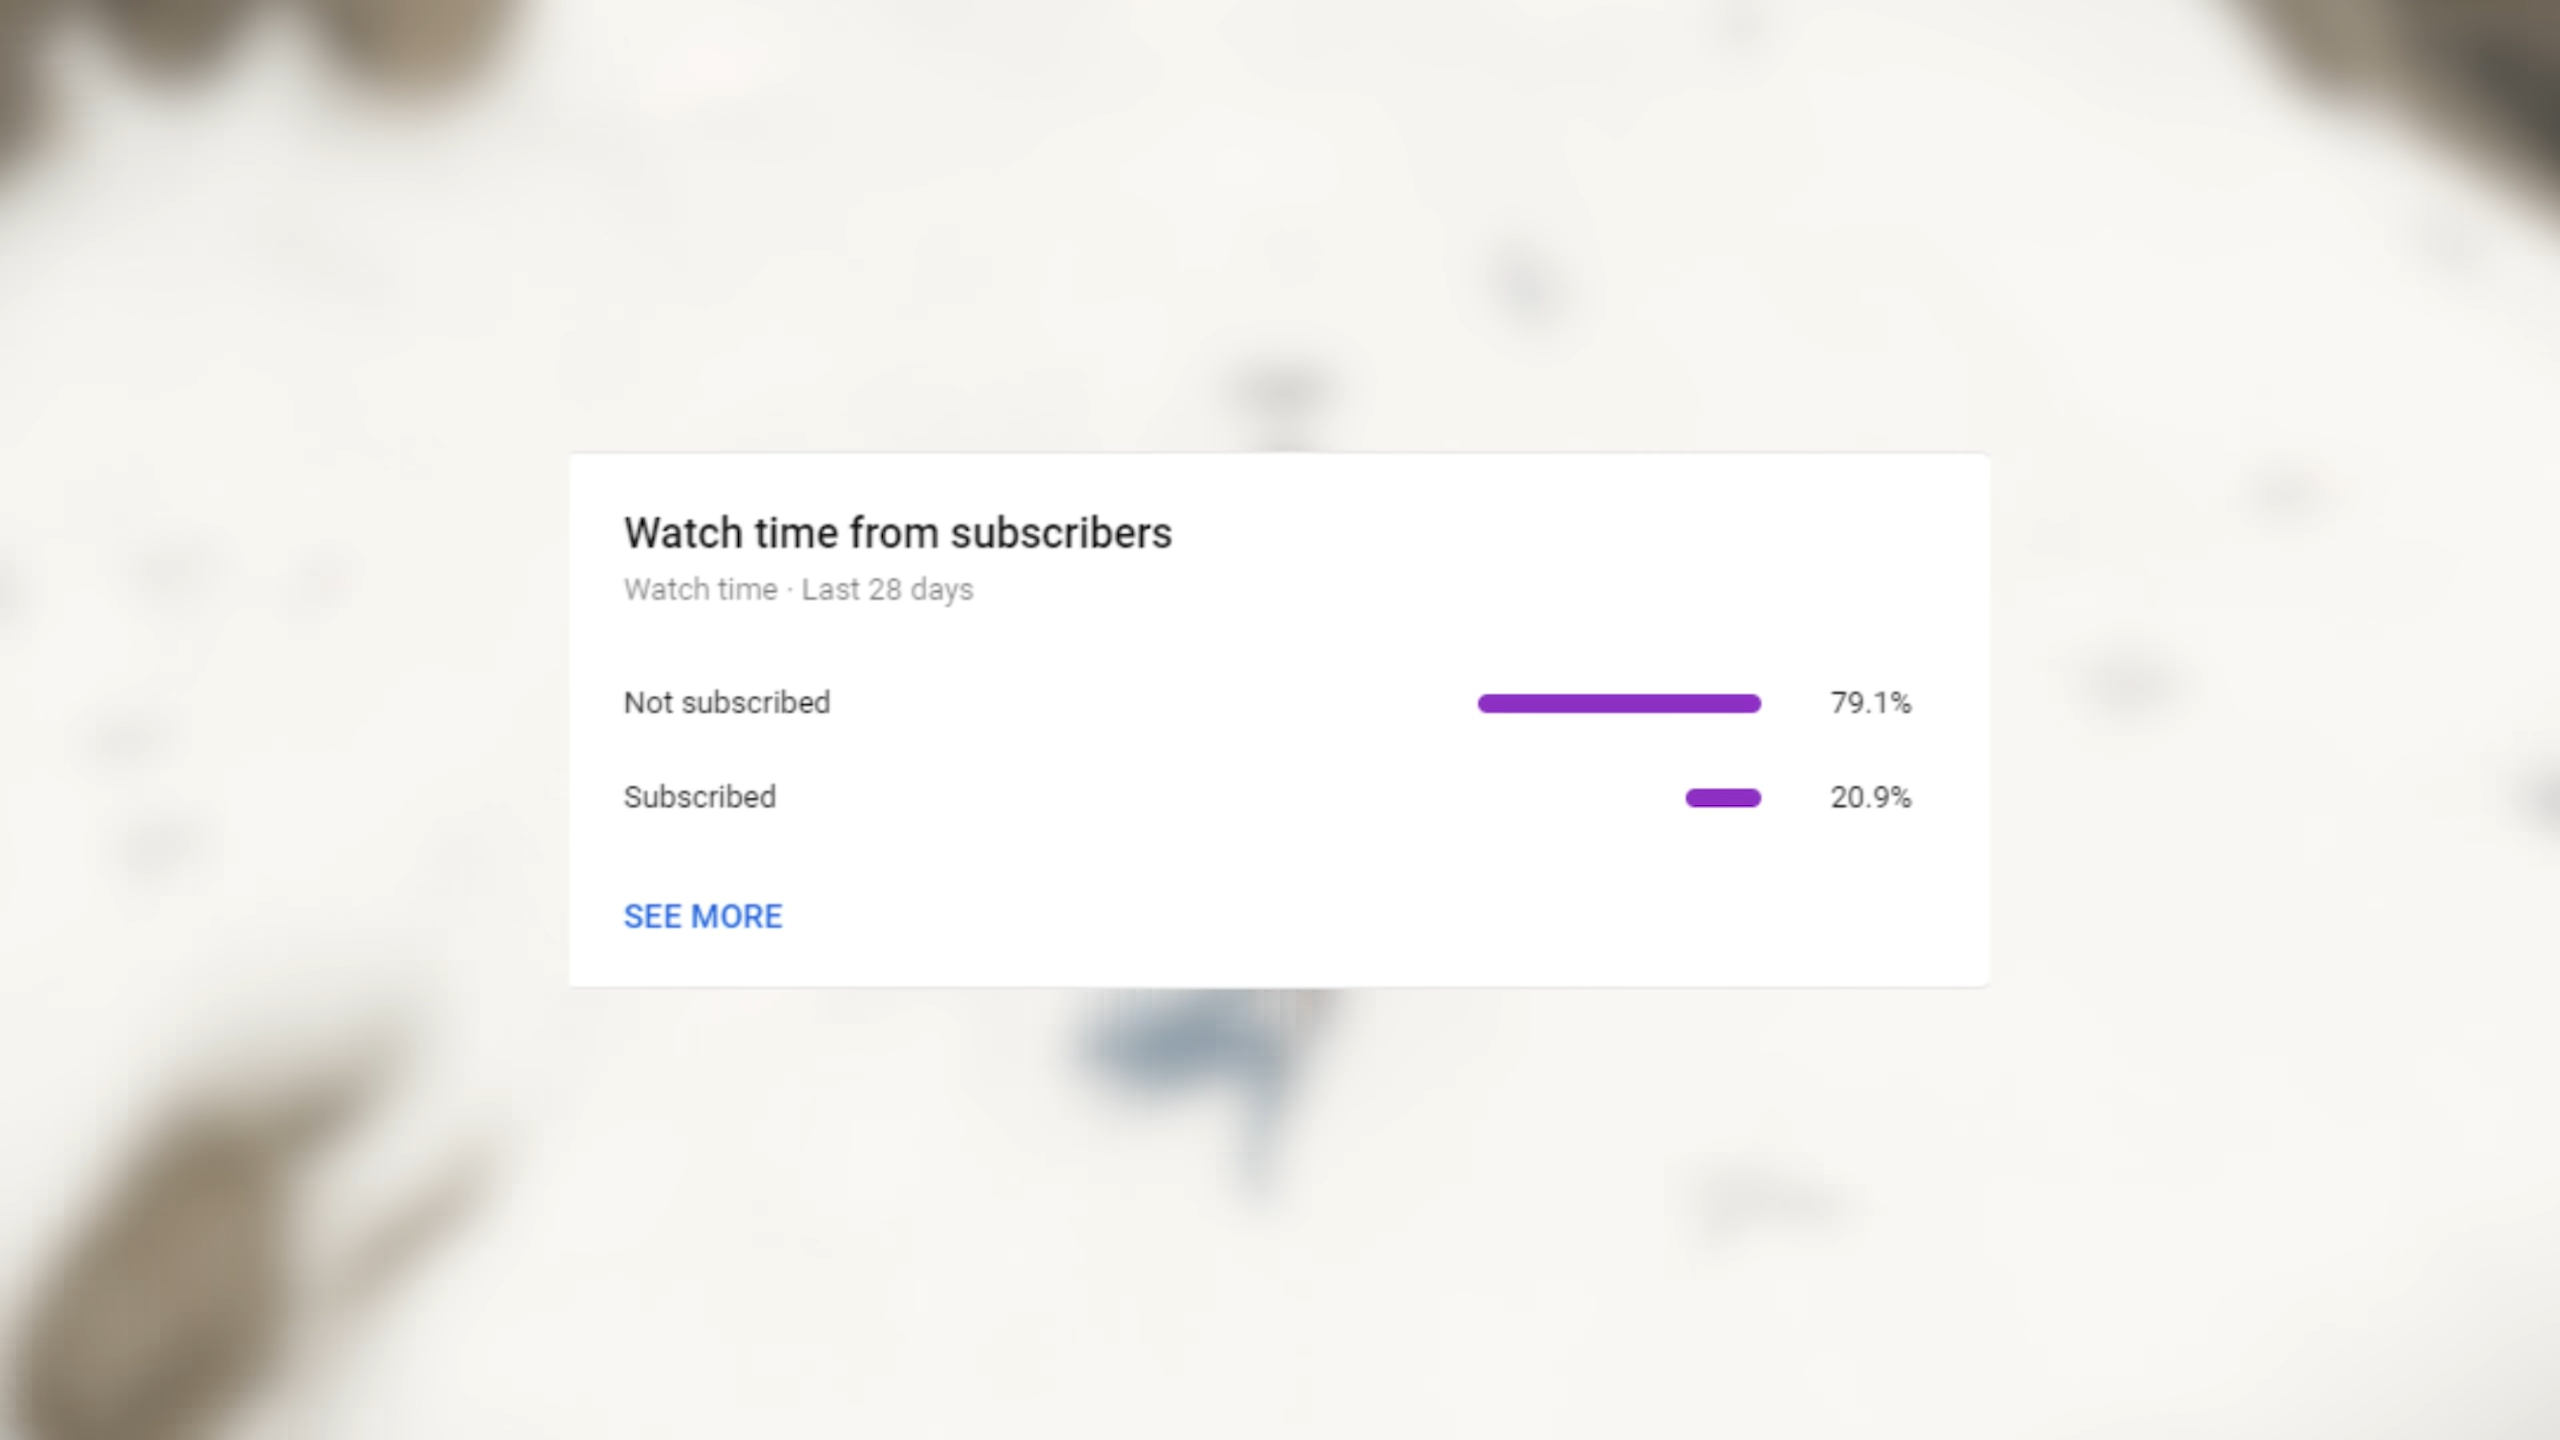 Watch time from subscribers
Watch time · Last 28 days
Not subscribed 79.1%
Subscribed 20.9%
SEE MORE